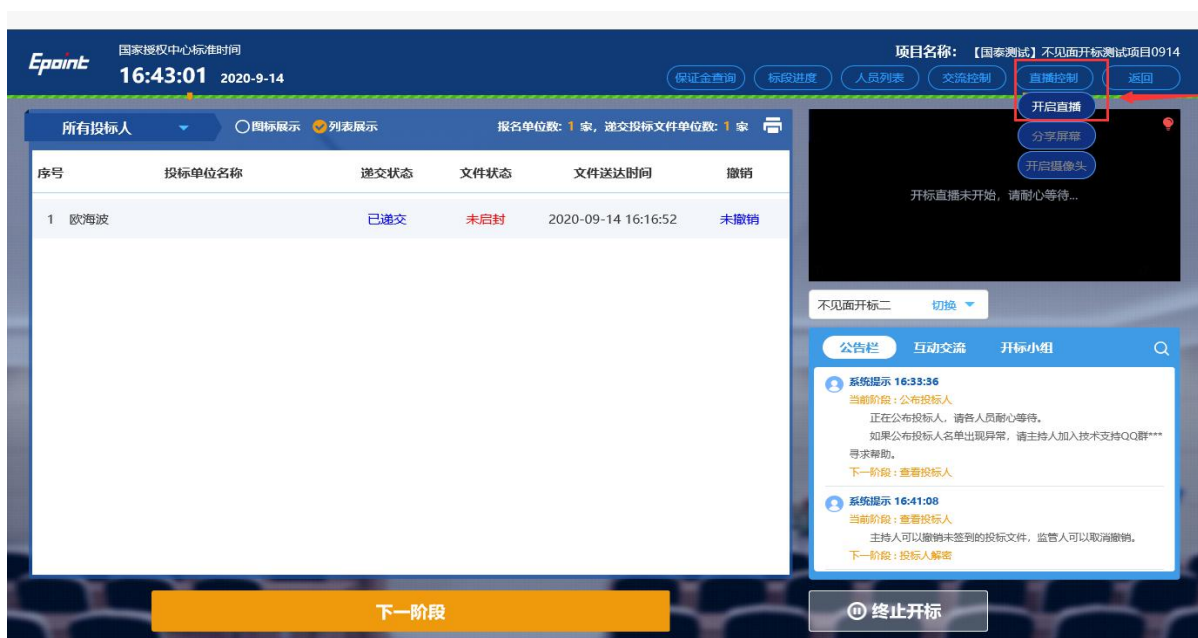 Epoint
国家授权中心标准时间
16:43:01 2020-9-14
项目名称: 【国泰测试】不见面开标测试项目0914
保证金查询 标段进度 人员列表 交流控制 直播控制 返回
开启直播
分享屏幕
开启摄像头
所有投标人 图标展示 列表展示 报名单位数: 1 家, 递交投标文件单位数: 1 家
序号 投标单位名称 递交状态 文件状态 文件送达时间 撤销
1 欧海波 已递交 未启封 2020-09-14 16:16:52 未撤销
开标直播未开始, 请耐心等待...
不见面开标二 切换
公告栏 互动交流 开标小组
系统提示 16:33:36
当前阶段 : 公布投标人
正在公布投标人, 请各人员耐心等待。
如果公布投标人名单出现异常, 请主持人加入技术支持QQ群***
寻求帮助。
下一阶段 : 查看投标人
系统提示 16:41:08
当前阶段 : 查看投标人
主持人可以撤销未签到的投标文件, 监管人可以取消撤销。
下一阶段 : 投标人解密
下一阶段
终止开标